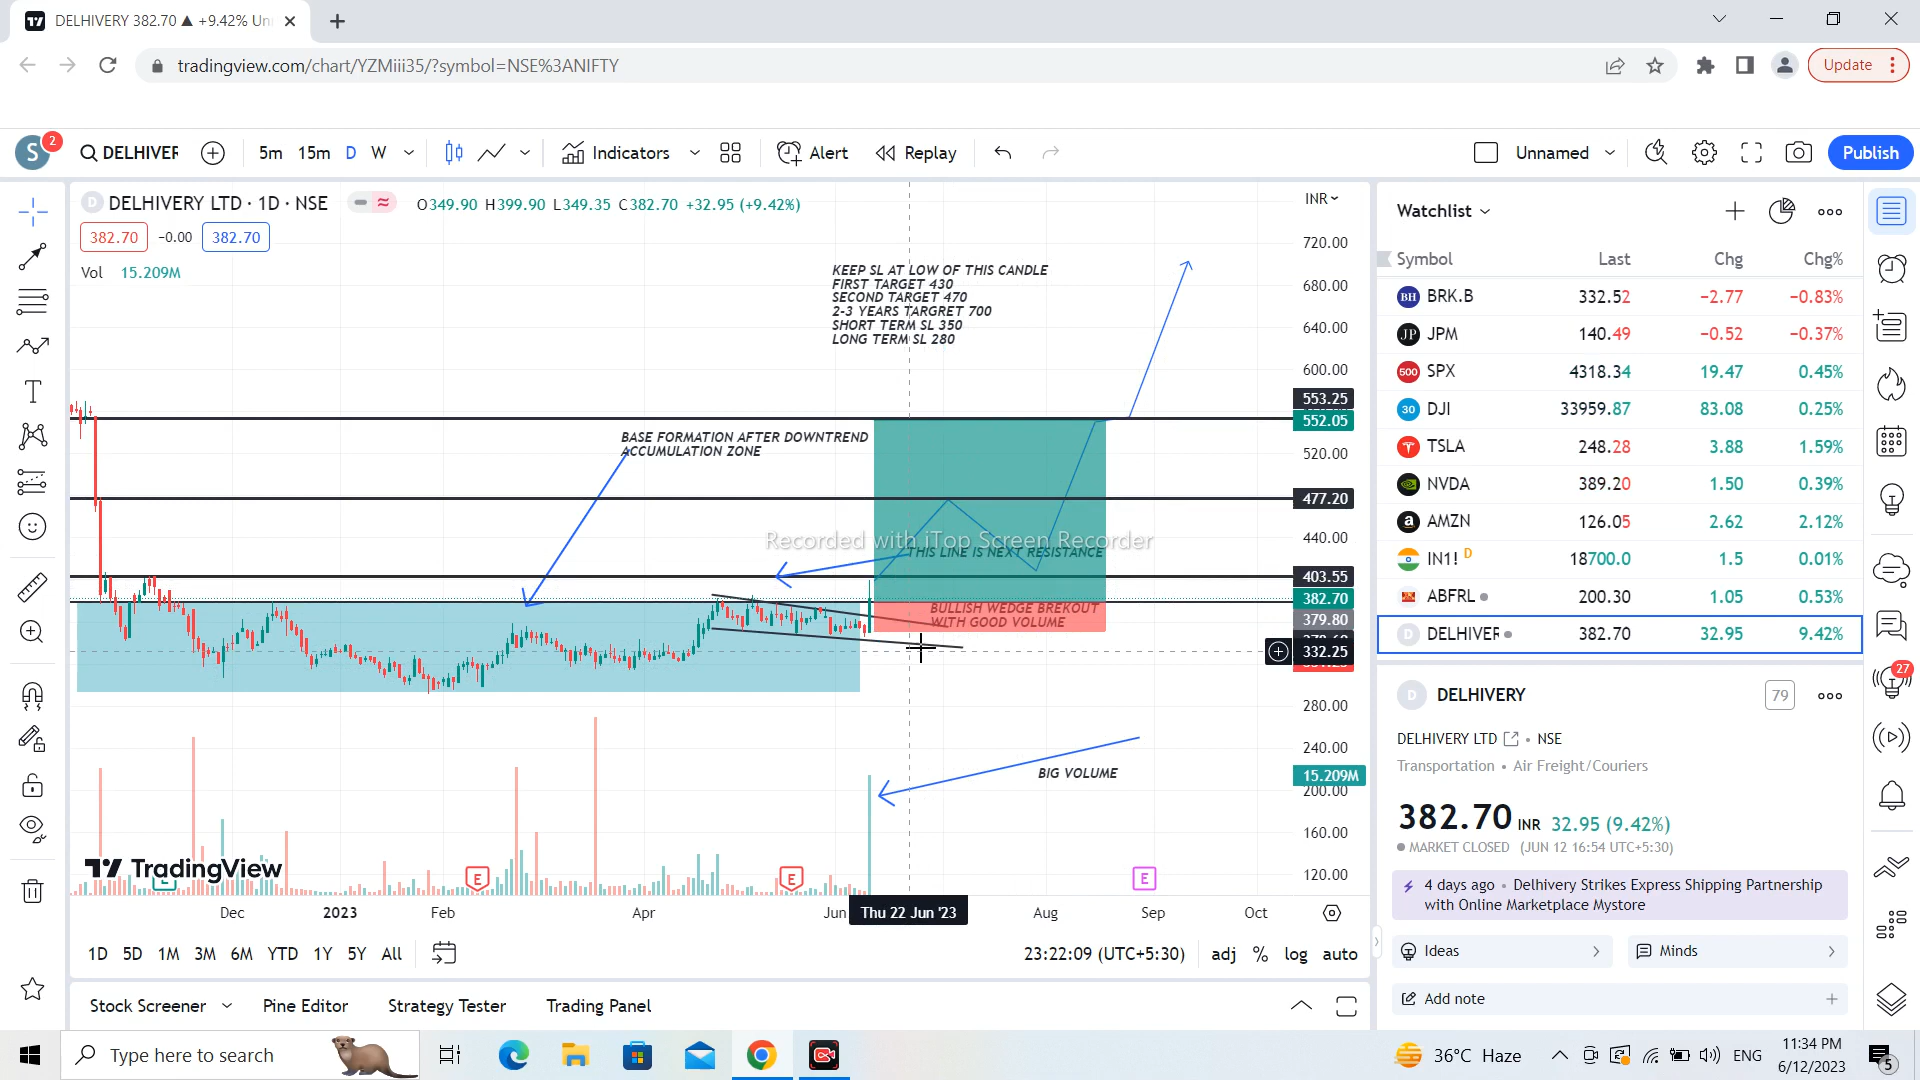 DELHIVERY 382.70 ▲ +9.42% Un
tradingview.com/chart/YZMiii35/?symbol=NSE%3ANIFTY
Update
S
2
DELHIVER
5m
15m
D
W
Indicators
Alert
Replay
Unnamed
Publish
D
DELHIVERY LTD · 1D · NSE
O349.90 H399.90 L349.35 C382.70 +32.95 (+9.42%)
382.70
−0.00
382.70
Vol 15.209M
KEEP SL AT LOW OF THIS CANDLE
FIRST TARGET 430
SECOND TARGET 470
2-3 YEARS TARGRET 700
SHORT TERM SL 350
LONG TERM SL 280
BASE FORMATION AFTER DOWNTREND
ACCUMULATION ZONE
Recorded with iTop Screen Recorder
THIS LINE IS NEXT RESISTANCE
BULLISH WEDGE BREKOUT
WITH GOOD VOLUME
BIG VOLUME
INR
720.00
680.00
640.00
600.00
553.25
552.05
520.00
477.20
440.00
403.55
382.70
379.80
332.25
280.00
240.00
15.209M
200.00
160.00
120.00
TradingView
E
E
E
Dec
2023
Feb
Apr
Jun
Thu 22 Jun '23
Aug
Sep
Oct
1D
5D
1M
3M
6M
YTD
1Y
5Y
All
23:22:09 (UTC+5:30)
adj
%
log
auto
Stock Screener
Pine Editor
Strategy Tester
Trading Panel
Watchlist
Symbol Last Chg Chg%
BH BRK.B 332.52 −2.77 −0.83%
JP JPM 140.49 −0.52 −0.37%
500 SPX 4318.34 19.47 0.45%
30 DJI 33959.87 83.08 0.25%
TSLA 248.28 3.88 1.59%
NVDA 389.20 1.50 0.39%
a AMZN 126.05 2.62 2.12%
IN1! D 18700.0 1.5 0.01%
ABFRL 200.30 1.05 0.53%
D DELHIVER 382.70 32.95 9.42%
D DELHIVERY
79
DELHIVERY LTD • NSE
Transportation • Air Freight/Couriers
382.70 INR 32.95 (9.42%)
MARKET CLOSED (JUN 12 16:54 UTC+5:30)
4 days ago • Delhivery Strikes Express Shipping Partnership
with Online Marketplace Mystore
Ideas
Minds
Add note
27
Type here to search
36°C Haze
ENG
11:34 PM
6/12/2023
5